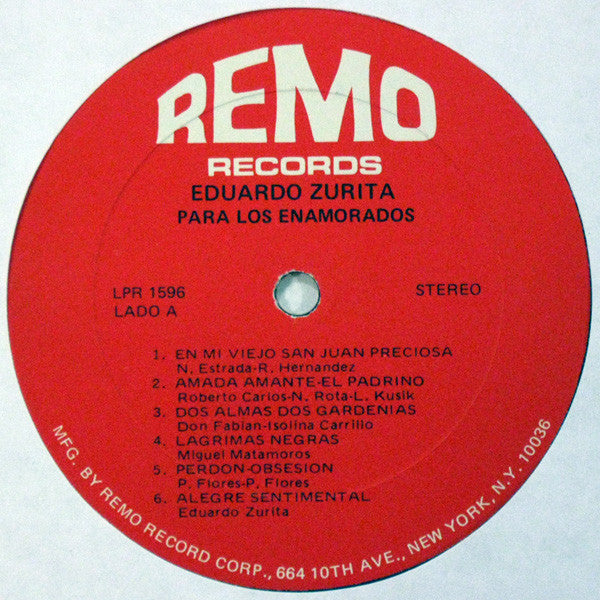 REMO
RECORDS
EDUARDO ZURITA
PARA LOS ENAMORADOS
LPR 1596
LADO A
STEREO
1. EN MI VIEJO SAN JUAN PRECIOSA
N. Estrada-R. Hernandez
2. AMADA AMANTE-EL PADRINO
Roberto Carlos-N. Rota-L. Kusik
3. DOS ALMAS DOS GARDENIAS
Don Fabian-Isolina Carrillo
4. LAGRIMAS NEGRAS
Miguel Matamoros
5. PERDON-OBSESION
P. Flores-P. Flores
6. ALEGRE SENTIMENTAL
Eduardo Zurita
MFG. BY REMO RECORD CORP., 664 10TH AVE., NEW YORK, N.Y. 10036